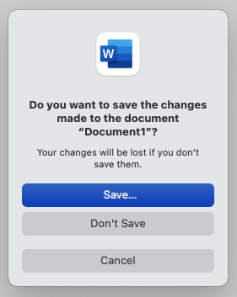 W
Do you want to save the changes
made to the document
“Document1”?
Your changes will be lost if you don’t
save them.
Save...
Don't Save
Cancel